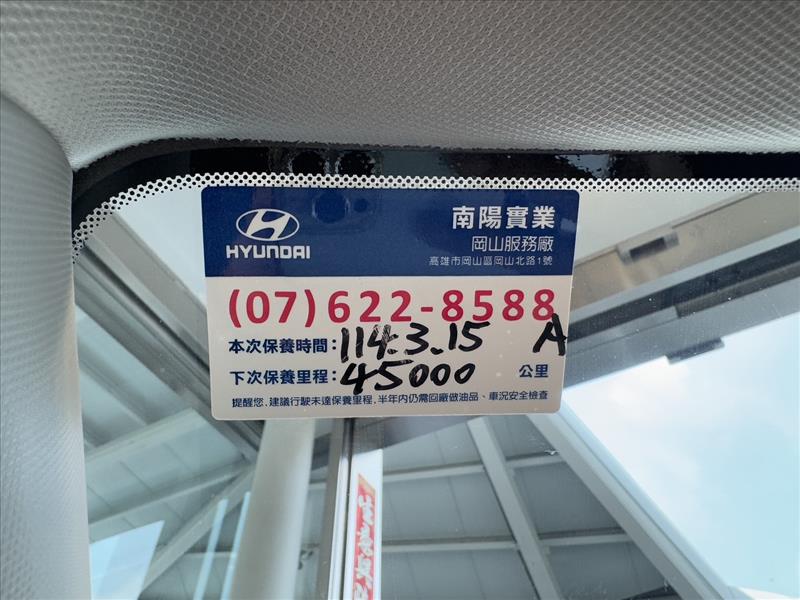 HYUNDAI
南陽實業
岡山服務廠
高雄市岡山區岡山北路1號
(07)622-8588
本次保養時間：114.3.15 A
下次保養里程：45000 公里
提醒您，建議行駛未達保養里程，半年內仍需回廠做油品、車況安全檢查